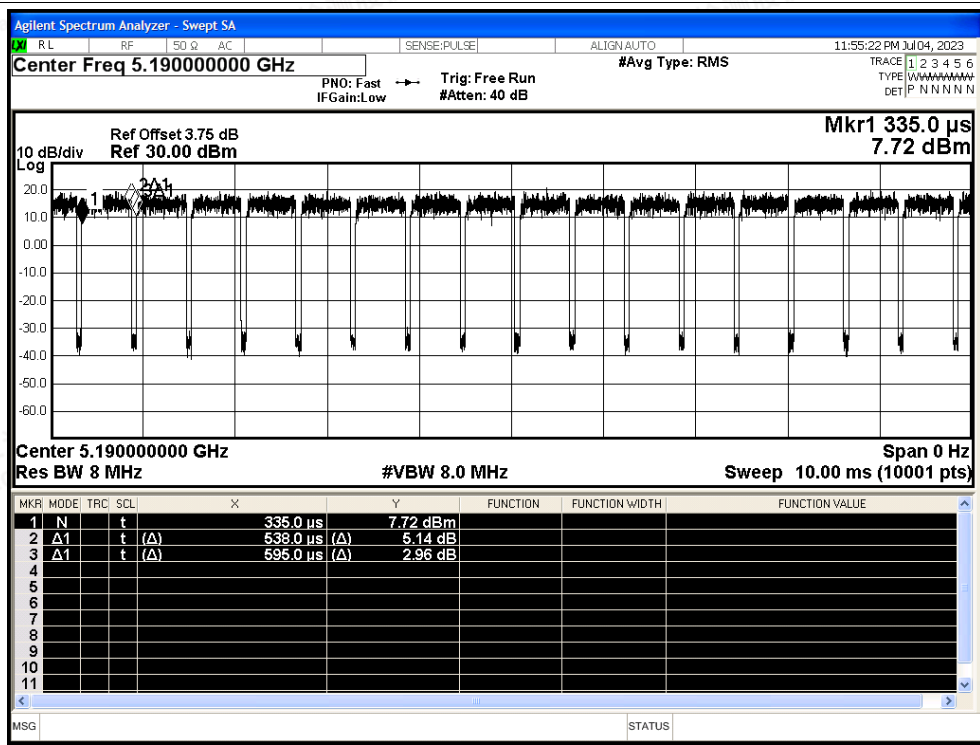 Agilent Spectrum Analyzer - Swept SA
LXI RL RF 50 Ω AC SENSE:PULSE ALIGN AUTO 11:55:22 PM Jul 04, 2023
Center Freq 5.190000000 GHz #Avg Type: RMS TRACE 1 2 3 4 5 6
PNO: Fast Trig: Free Run TYPE WWWWWW
IFGain:Low #Atten: 40 dB DET P N N N N N
Mkr1 335.0 µs
7.72 dBm
Ref Offset 3.75 dB
10 dB/div Ref 30.00 dBm
Log
1 2Δ1 3Δ1
20.0
10.0
0.00
-10.0
-20.0
-30.0
-40.0
-50.0
-60.0
Center 5.190000000 GHz Span 0 Hz
Res BW 8 MHz #VBW 8.0 MHz Sweep 10.00 ms (10001 pts)
MKR MODE TRC SCL X Y FUNCTION FUNCTION WIDTH FUNCTION VALUE
1 N t 335.0 µs 7.72 dBm
2 Δ1 t (Δ) 538.0 µs (Δ) 5.14 dB
3 Δ1 t (Δ) 595.0 µs (Δ) 2.96 dB
4
5
6
7
8
9
10
11
MSG STATUS